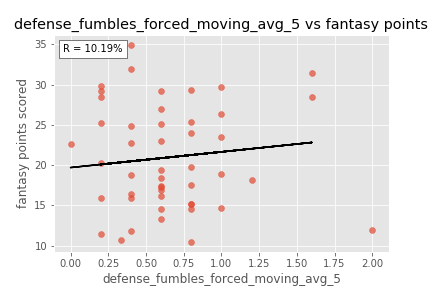 defense_fumbles_forced_moving_avg_5 vs fantasy points
R = 10.19%
fantasy points scored
35
30
25
20
15
10
0.00 0.25 0.50 0.75 1.00 1.25 1.50 1.75 2.00
defense_fumbles_forced_moving_avg_5